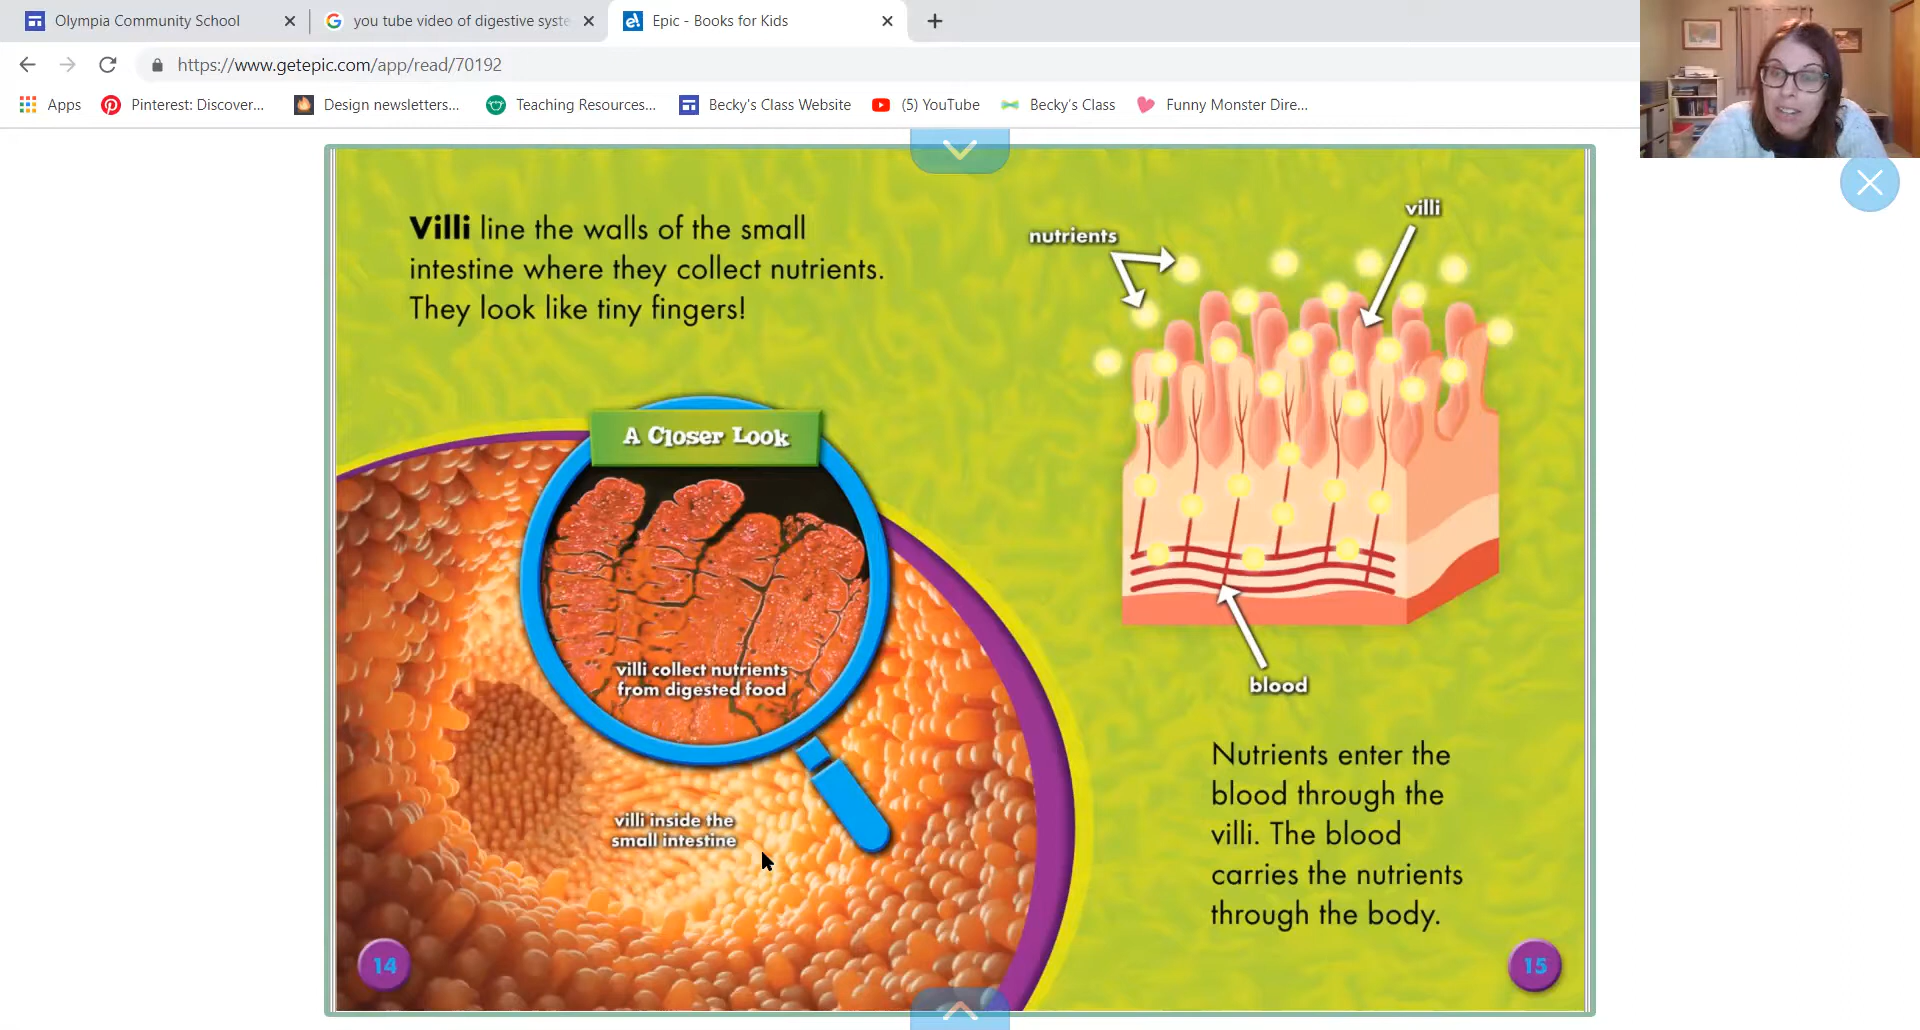 Olympia Community School
you tube video of digestive syste
Epic - Books for Kids
https://www.getepic.com/app/read/70192
Apps
Pinterest: Discover...
Design newsletters...
Teaching Resources...
Becky's Class Website
(5) YouTube
Becky's Class
Funny Monster Dire...
Villi line the walls of the small
intestine where they collect nutrients.
They look like tiny fingers!
A Closer Look
villi collect nutrients
from digested food
villi inside the
small intestine
14
nutrients
villi
blood
Nutrients enter the
blood through the
villi. The blood
carries the nutrients
through the body.
15